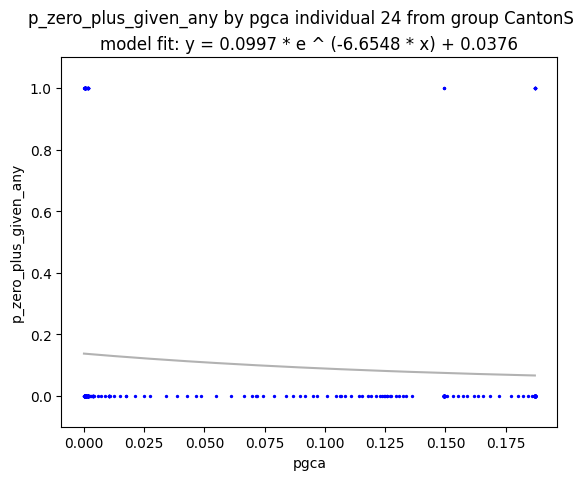 p_zero_plus_given_any by pgca individual 24 from group CantonS
model fit: y = 0.0997 * e ^ (-6.6548 * x) + 0.0376
1.0
0.8
0.6
0.4
0.2
0.0
p_zero_plus_given_any
0.000 0.025 0.050 0.075 0.100 0.125 0.150 0.175
pgca